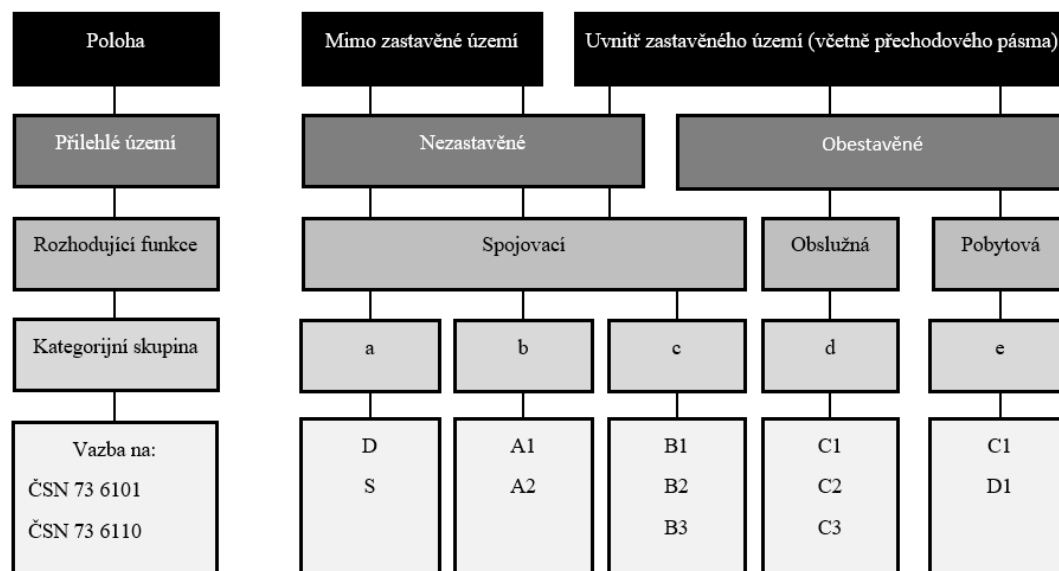 Poloha
Mimo zastavěné území
Uvnitř zastavěného území (včetně přechodového pásma)
Přilehlé území
Nezastavěné
Obestavěné
Rozhodující funkce
Spojovací
Obslužná
Pobytová
Kategorijní skupina
a
b
c
d
e
Vazba na:
ČSN 73 6101
ČSN 73 6110
D
S
A1
A2
B1
B2
B3
C1
C2
C3
C1
D1